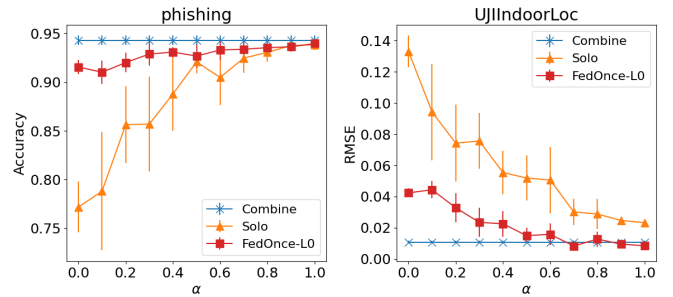 phishing
0.95
0.90
0.85
0.80
0.75
Accuracy
Combine
Solo
FedOnce-L0
0.0 0.2 0.4 0.6 0.8 1.0
α
UJIIndoorLoc
0.14
0.12
0.10
0.08
0.06
0.04
0.02
0.00
RMSE
Combine
Solo
FedOnce-L0
0.0 0.2 0.4 0.6 0.8 1.0
α